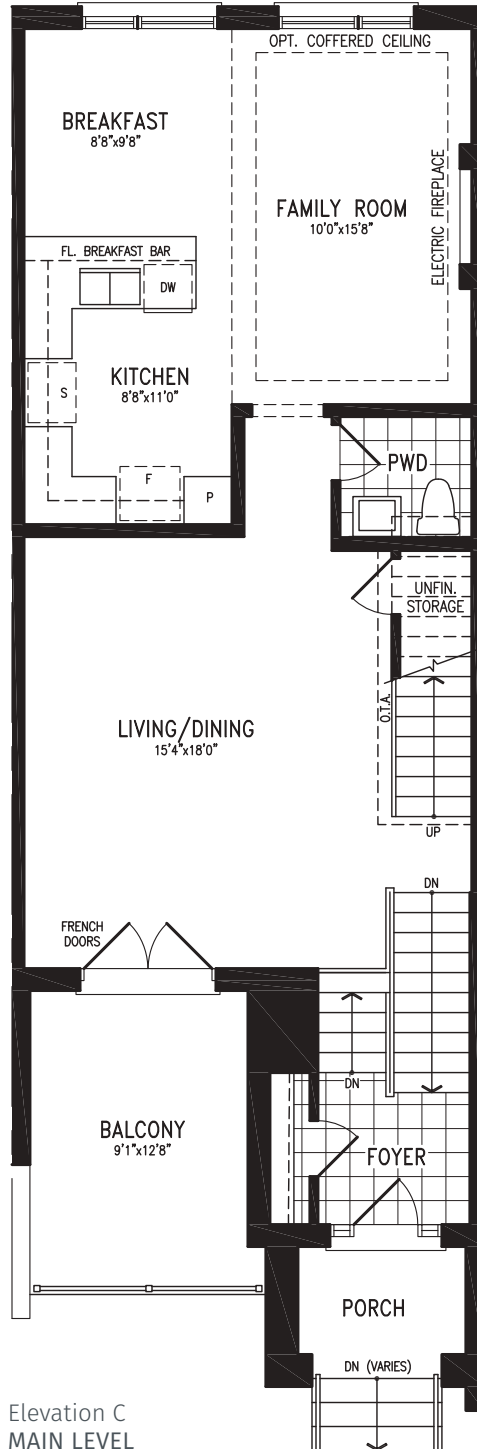 OPT. COFFERED CEILING
BREAKFAST
8'8"x9'8"
FAMILY ROOM
10'0"x15'8"
ELECTRIC FIREPLACE
FL. BREAKFAST BAR
DW
KITCHEN
8'8"x11'0"
S
F
P
PWD
UNFIN.
STORAGE
O.T.A.
LIVING/DINING
15'4"x18'0"
UP
DN
FRENCH
DOORS
DN
BALCONY
9'1"x12'8"
FOYER
PORCH
DN (VARIES)
Elevation C
MAIN LEVEL